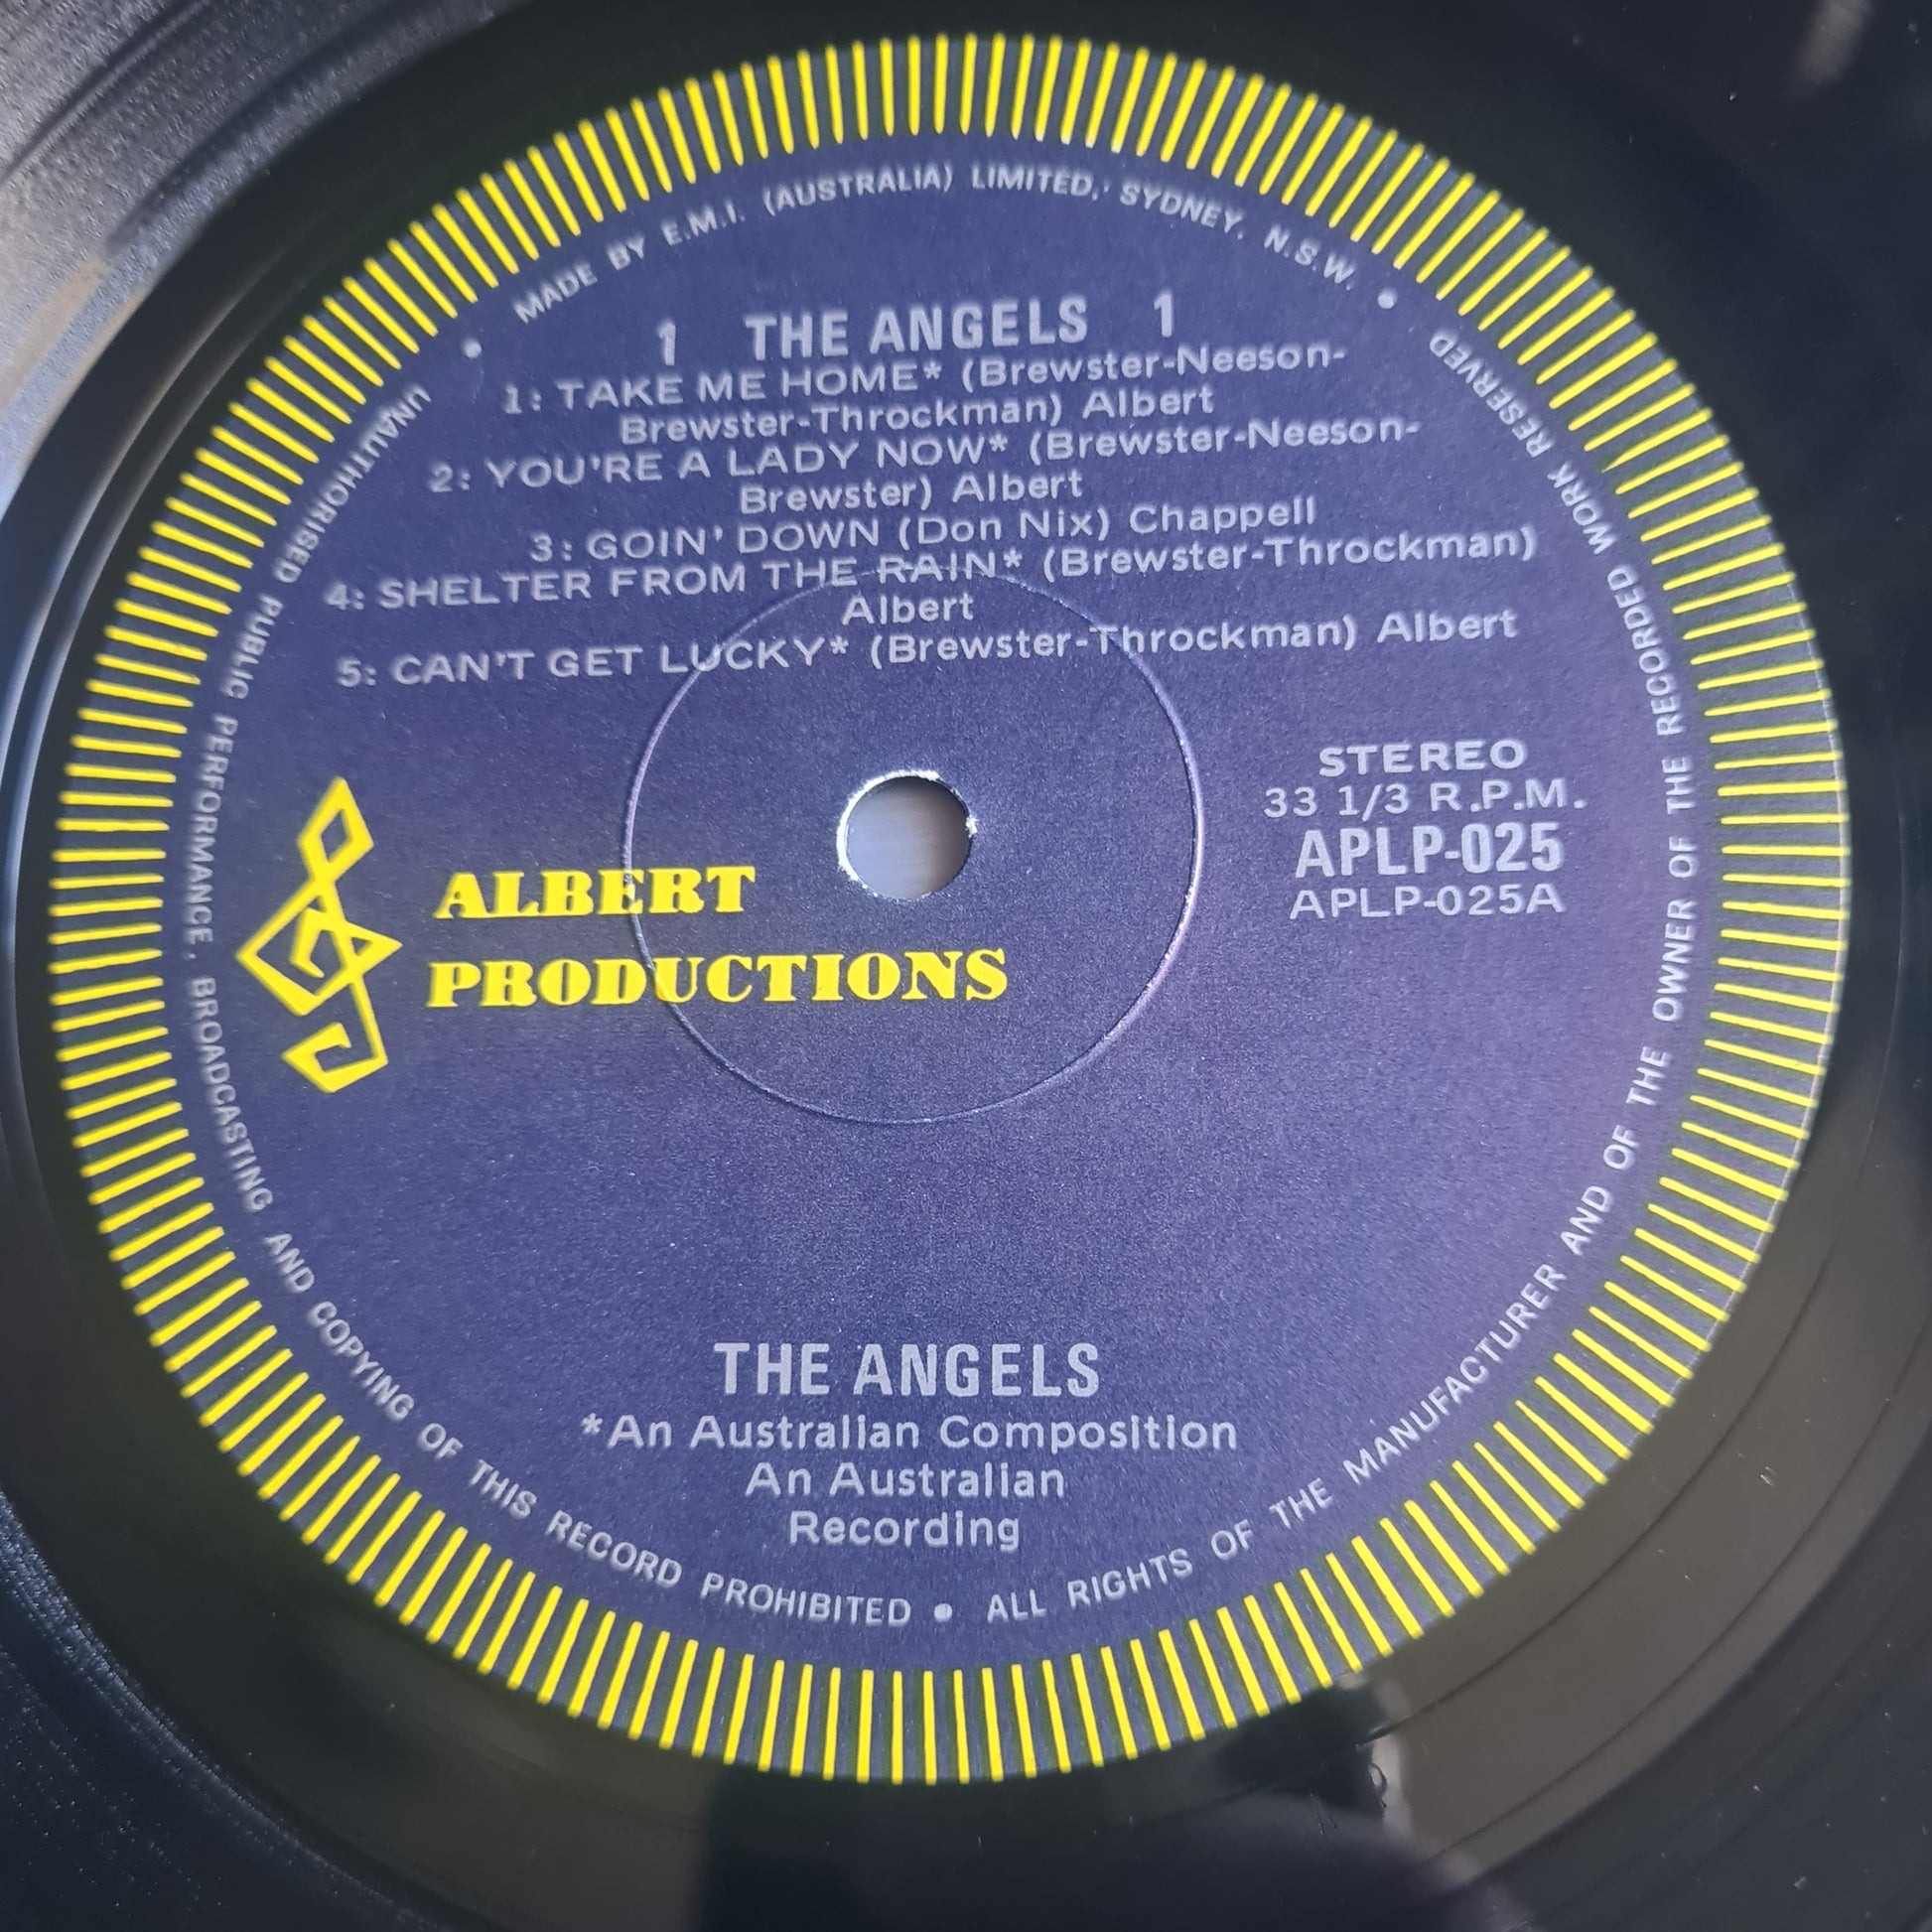 MADE BY E.M.I. (AUSTRALIA) LIMITED, SYDNEY. N.S.W. •
1 THE ANGELS 1
1: TAKE ME HOME* (Brewster-Neeson-
Brewster-Throckman) Albert
2: YOU'RE A LADY NOW* (Brewster-Neeson-
Brewster) Albert
3: GOIN' DOWN (Don Nix) Chappell
4: SHELTER FROM THE RAIN* (Brewster-Throckman)
Albert
5: CAN'T GET LUCKY* (Brewster-Throckman) Albert
STEREO
33 1/3 R.P.M.
APLP-025
APLP-025A
ALBERT
PRODUCTIONS
THE ANGELS
*An Australian Composition
An Australian
Recording
• UNAUTHORISED PUBLIC PERFORMANCE, BROADCASTING AND COPYING OF THIS RECORD PROHIBITED • ALL RIGHTS OF THE MANUFACTURER AND OF THE OWNER OF THE RECORDED WORK RESERVED